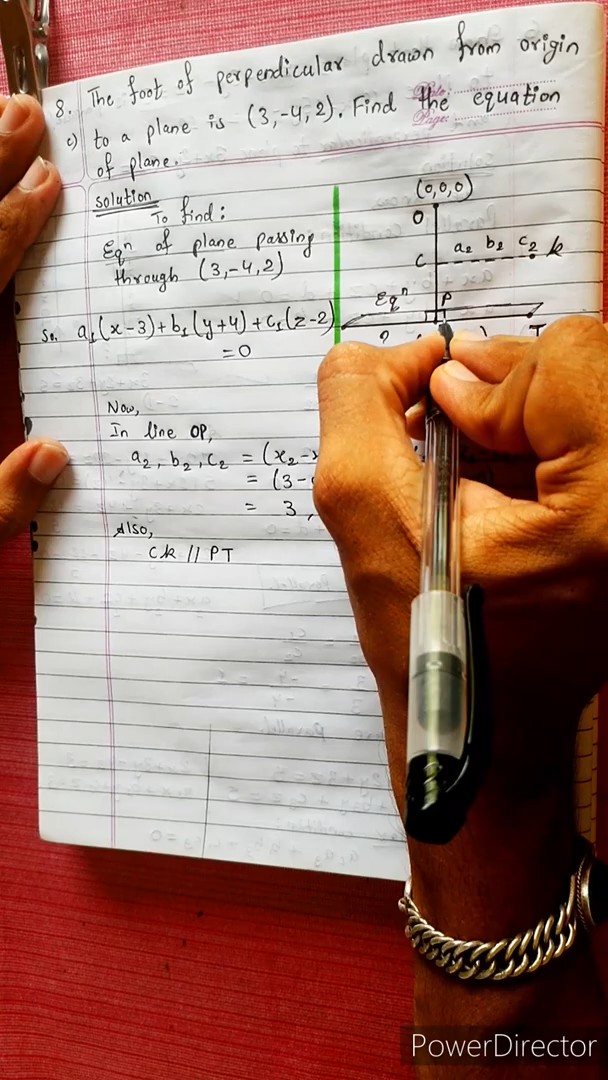 8. The foot of perpendicular drawn from origin
c) to a plane is (3,-4,2). Find the equation
of plane.
Date:
Page:
solution
To find:
Eqⁿ of plane passing
through (3,-4,2)
So, a₁(x-3)+b₁(y+4)+c₁(z-2)
=0
(0,0,0)
O
C a₂ b₂ c₂ k
Eqⁿ P
T
Now,
In line OP,
a₂, b₂, c₂ = (x₂-
= (3-
= 3,
Also,
Ck // PT
PowerDirector